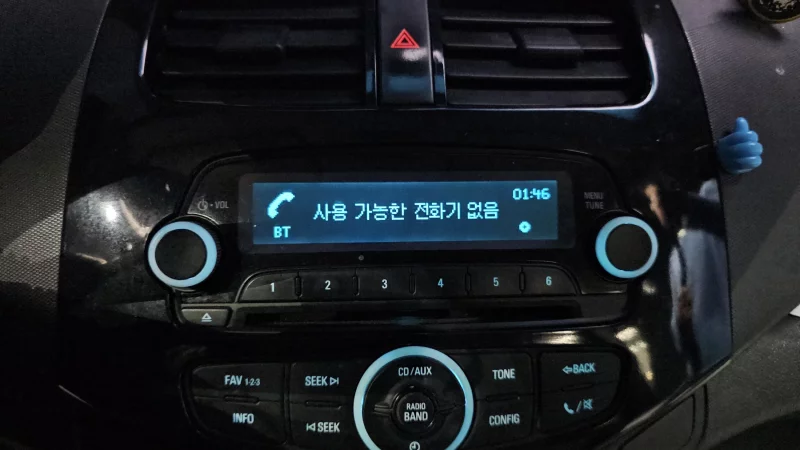 01:46
사용 가능한 전화기 없음
BT
-VOL
MENU
TUNE
1 2 3 4 5 6
FAV 1-2-3
SEEK
CD/AUX
TONE
BACK
INFO
SEEK
RADIO
BAND
CONFIG